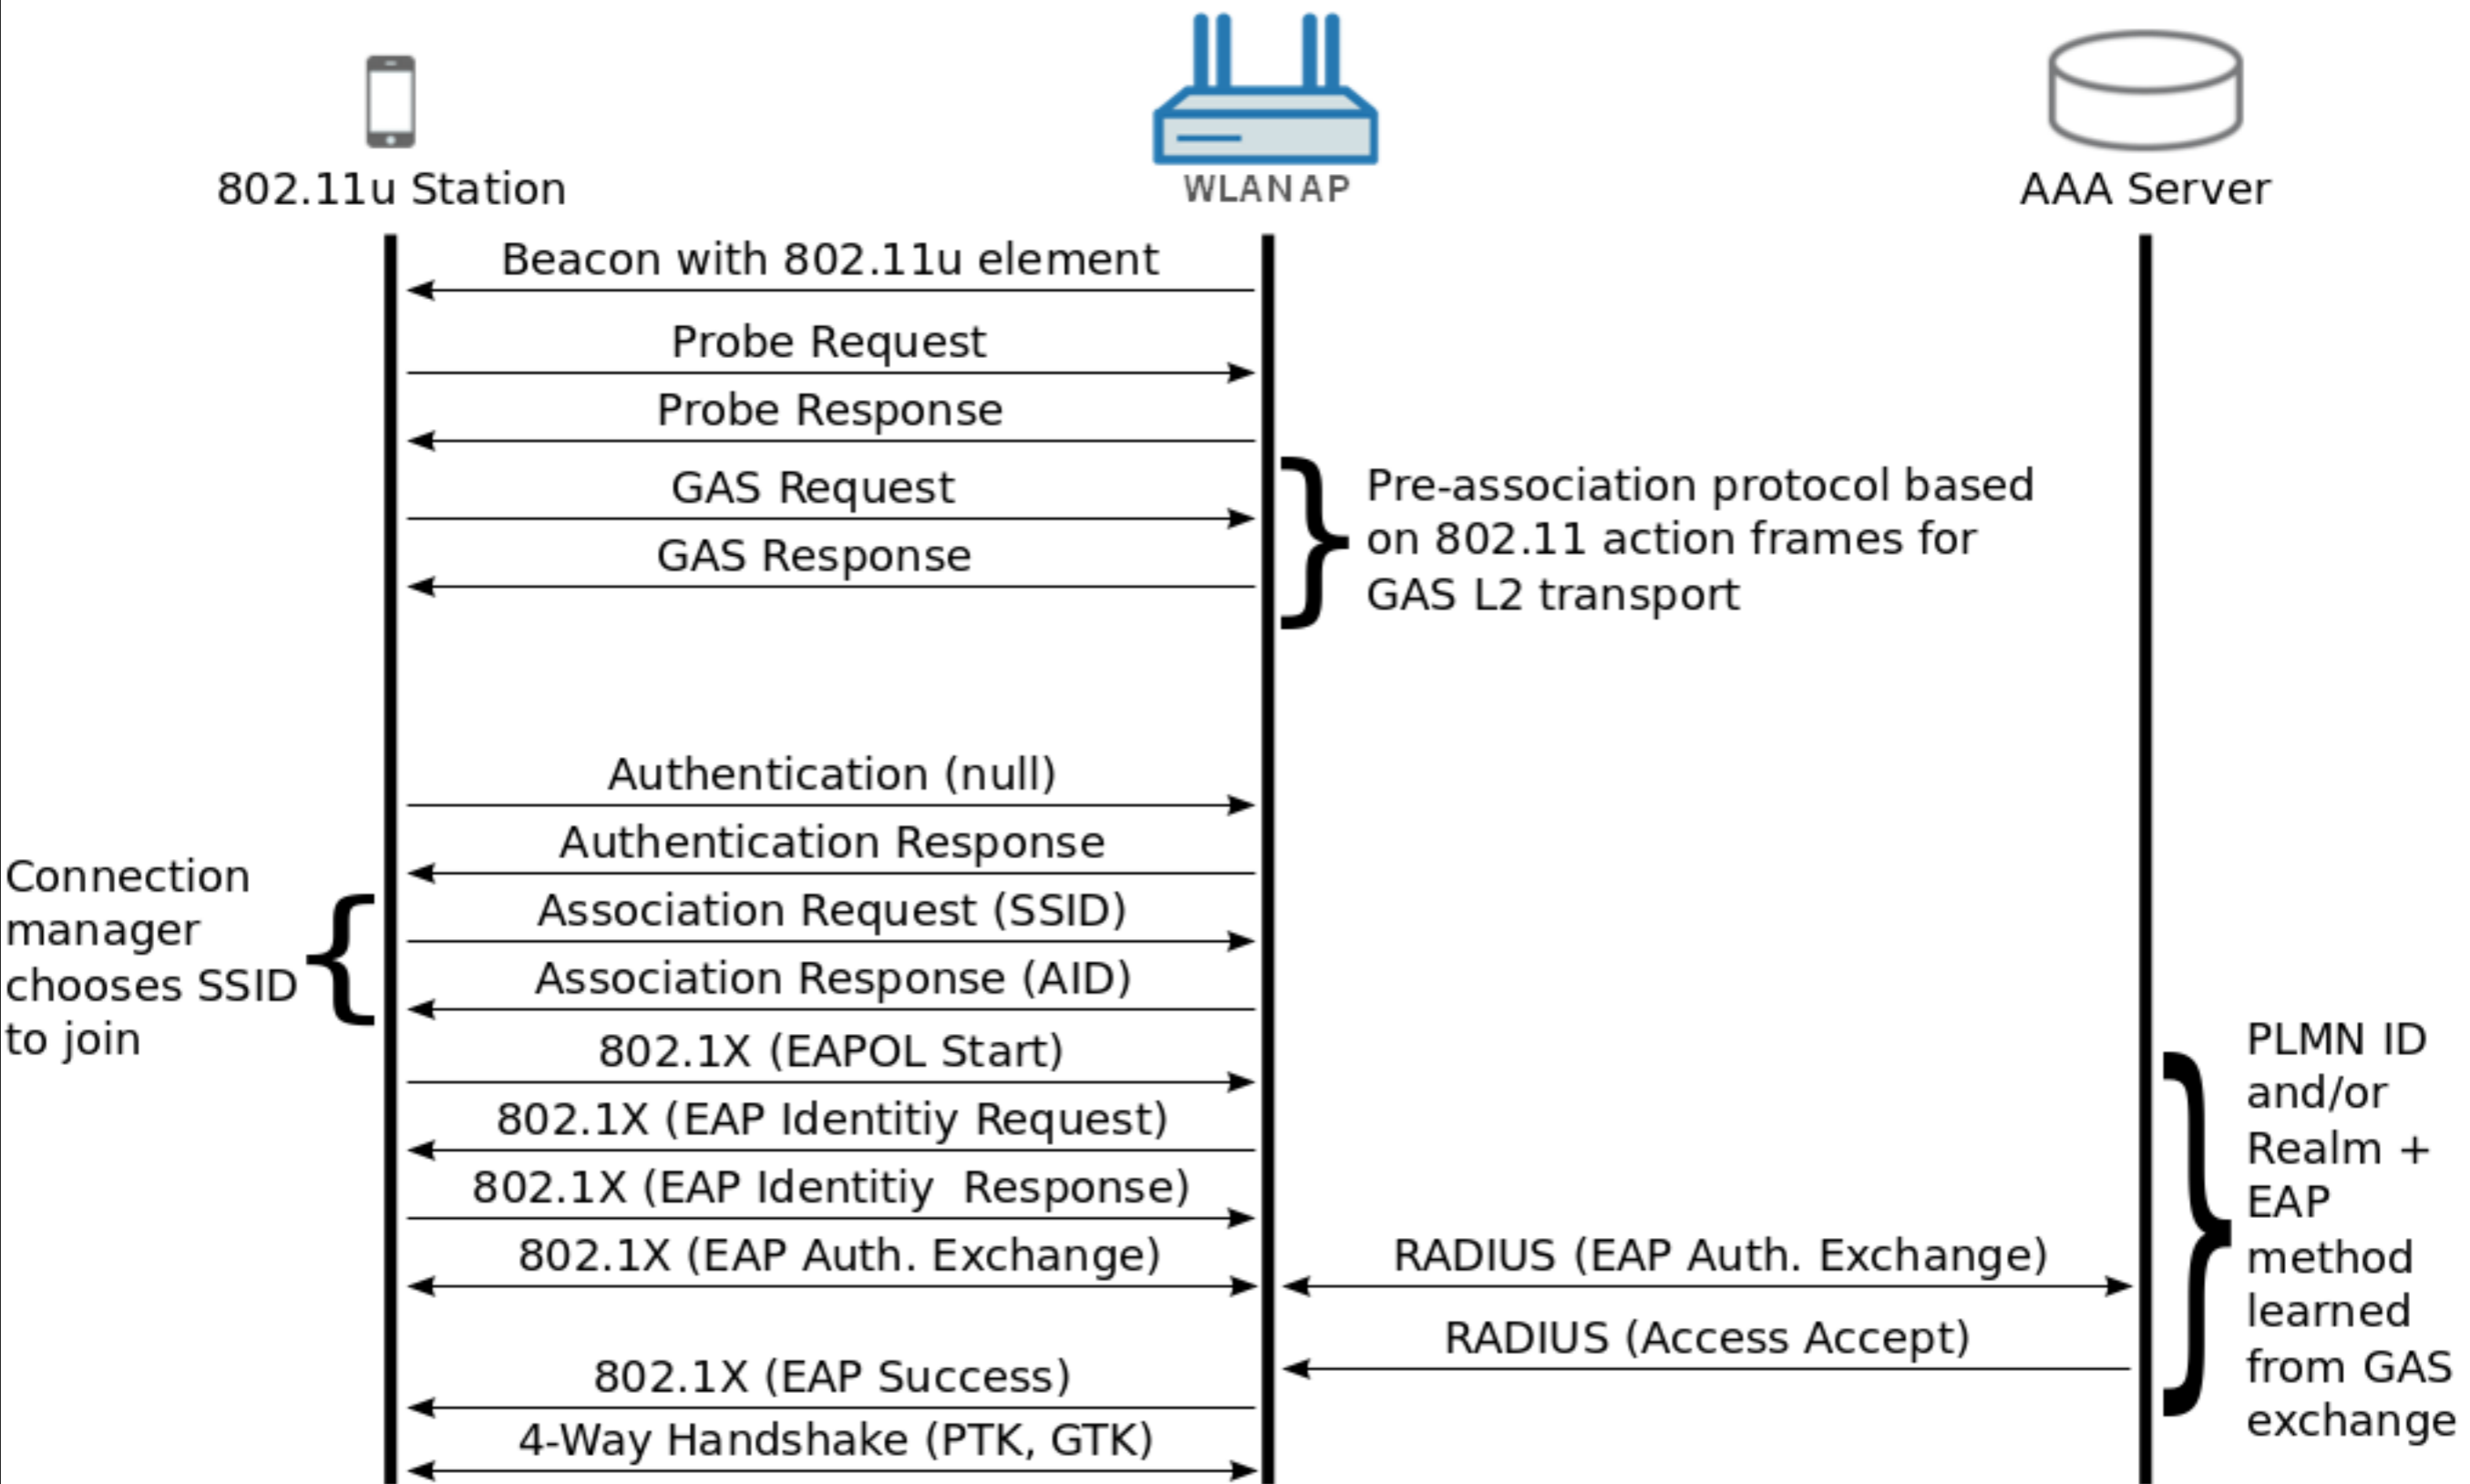 802.11u Station
WLAN AP
AAA Server
Beacon with 802.11u element
Probe Request
Probe Response
GAS Request
GAS Response
Pre-association protocol based
on 802.11 action frames for
GAS L2 transport
Authentication (null)
Authentication Response
Association Request (SSID)
Association Response (AID)
Connection
manager
chooses SSID
to join
802.1X (EAPOL Start)
802.1X (EAP Identitiy Request)
802.1X (EAP Identitiy  Response)
802.1X (EAP Auth. Exchange)
RADIUS (EAP Auth. Exchange)
RADIUS (Access Accept)
802.1X (EAP Success)
4-Way Handshake (PTK, GTK)
PLMN ID
and/or
Realm +
EAP
method
learned
from GAS
exchange